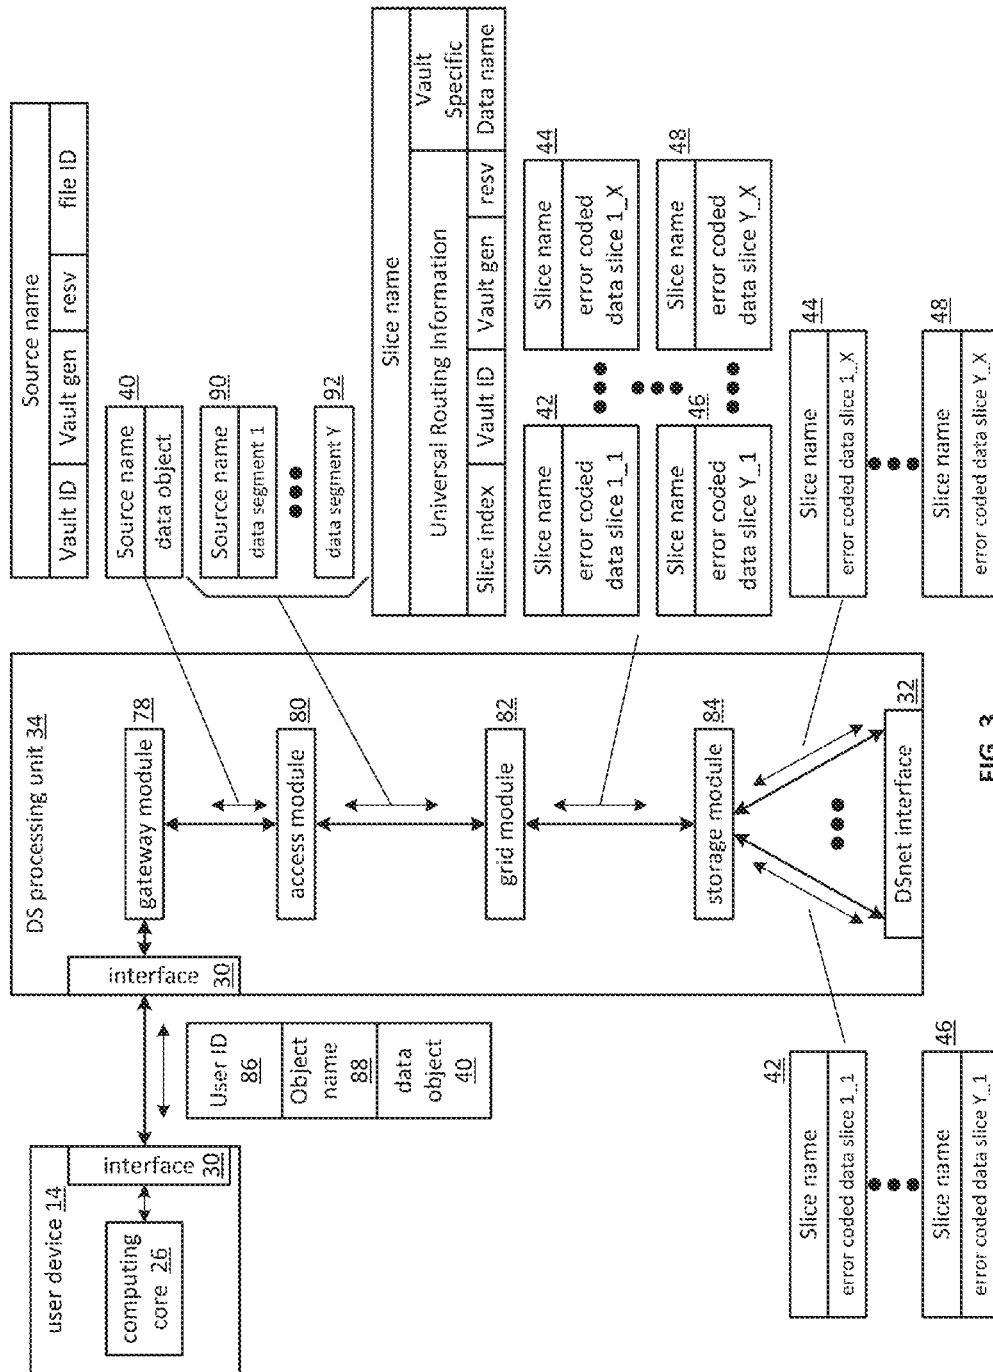 user device 14
computing
core 26
interface
30
User ID
86
Object
name
88
data
object
40
DS processing unit 34
interface
30
gateway module
78
access module
80
grid module
82
storage module
84
DSnet interface
32
Source name
Vault ID
Vault gen
resv
file ID
Source name
data object
40
Source name
data segment 1
90
data segment Y
92
Slice name
Universal Routing Information
Vault
Specific
Slice index
Vault ID
Vault gen
resv
Data name
Slice name
error coded
data slice 1_1
42
Slice name
error coded
data slice 1_X
44
Slice name
error coded
data slice Y_1
46
Slice name
error coded
data slice Y_X
48
Slice name
error coded data slice 1_1
42
Slice name
error coded data slice Y_1
46
Slice name
error coded data slice 1_X
44
Slice name
error coded data slice Y_X
48
FIG. 3